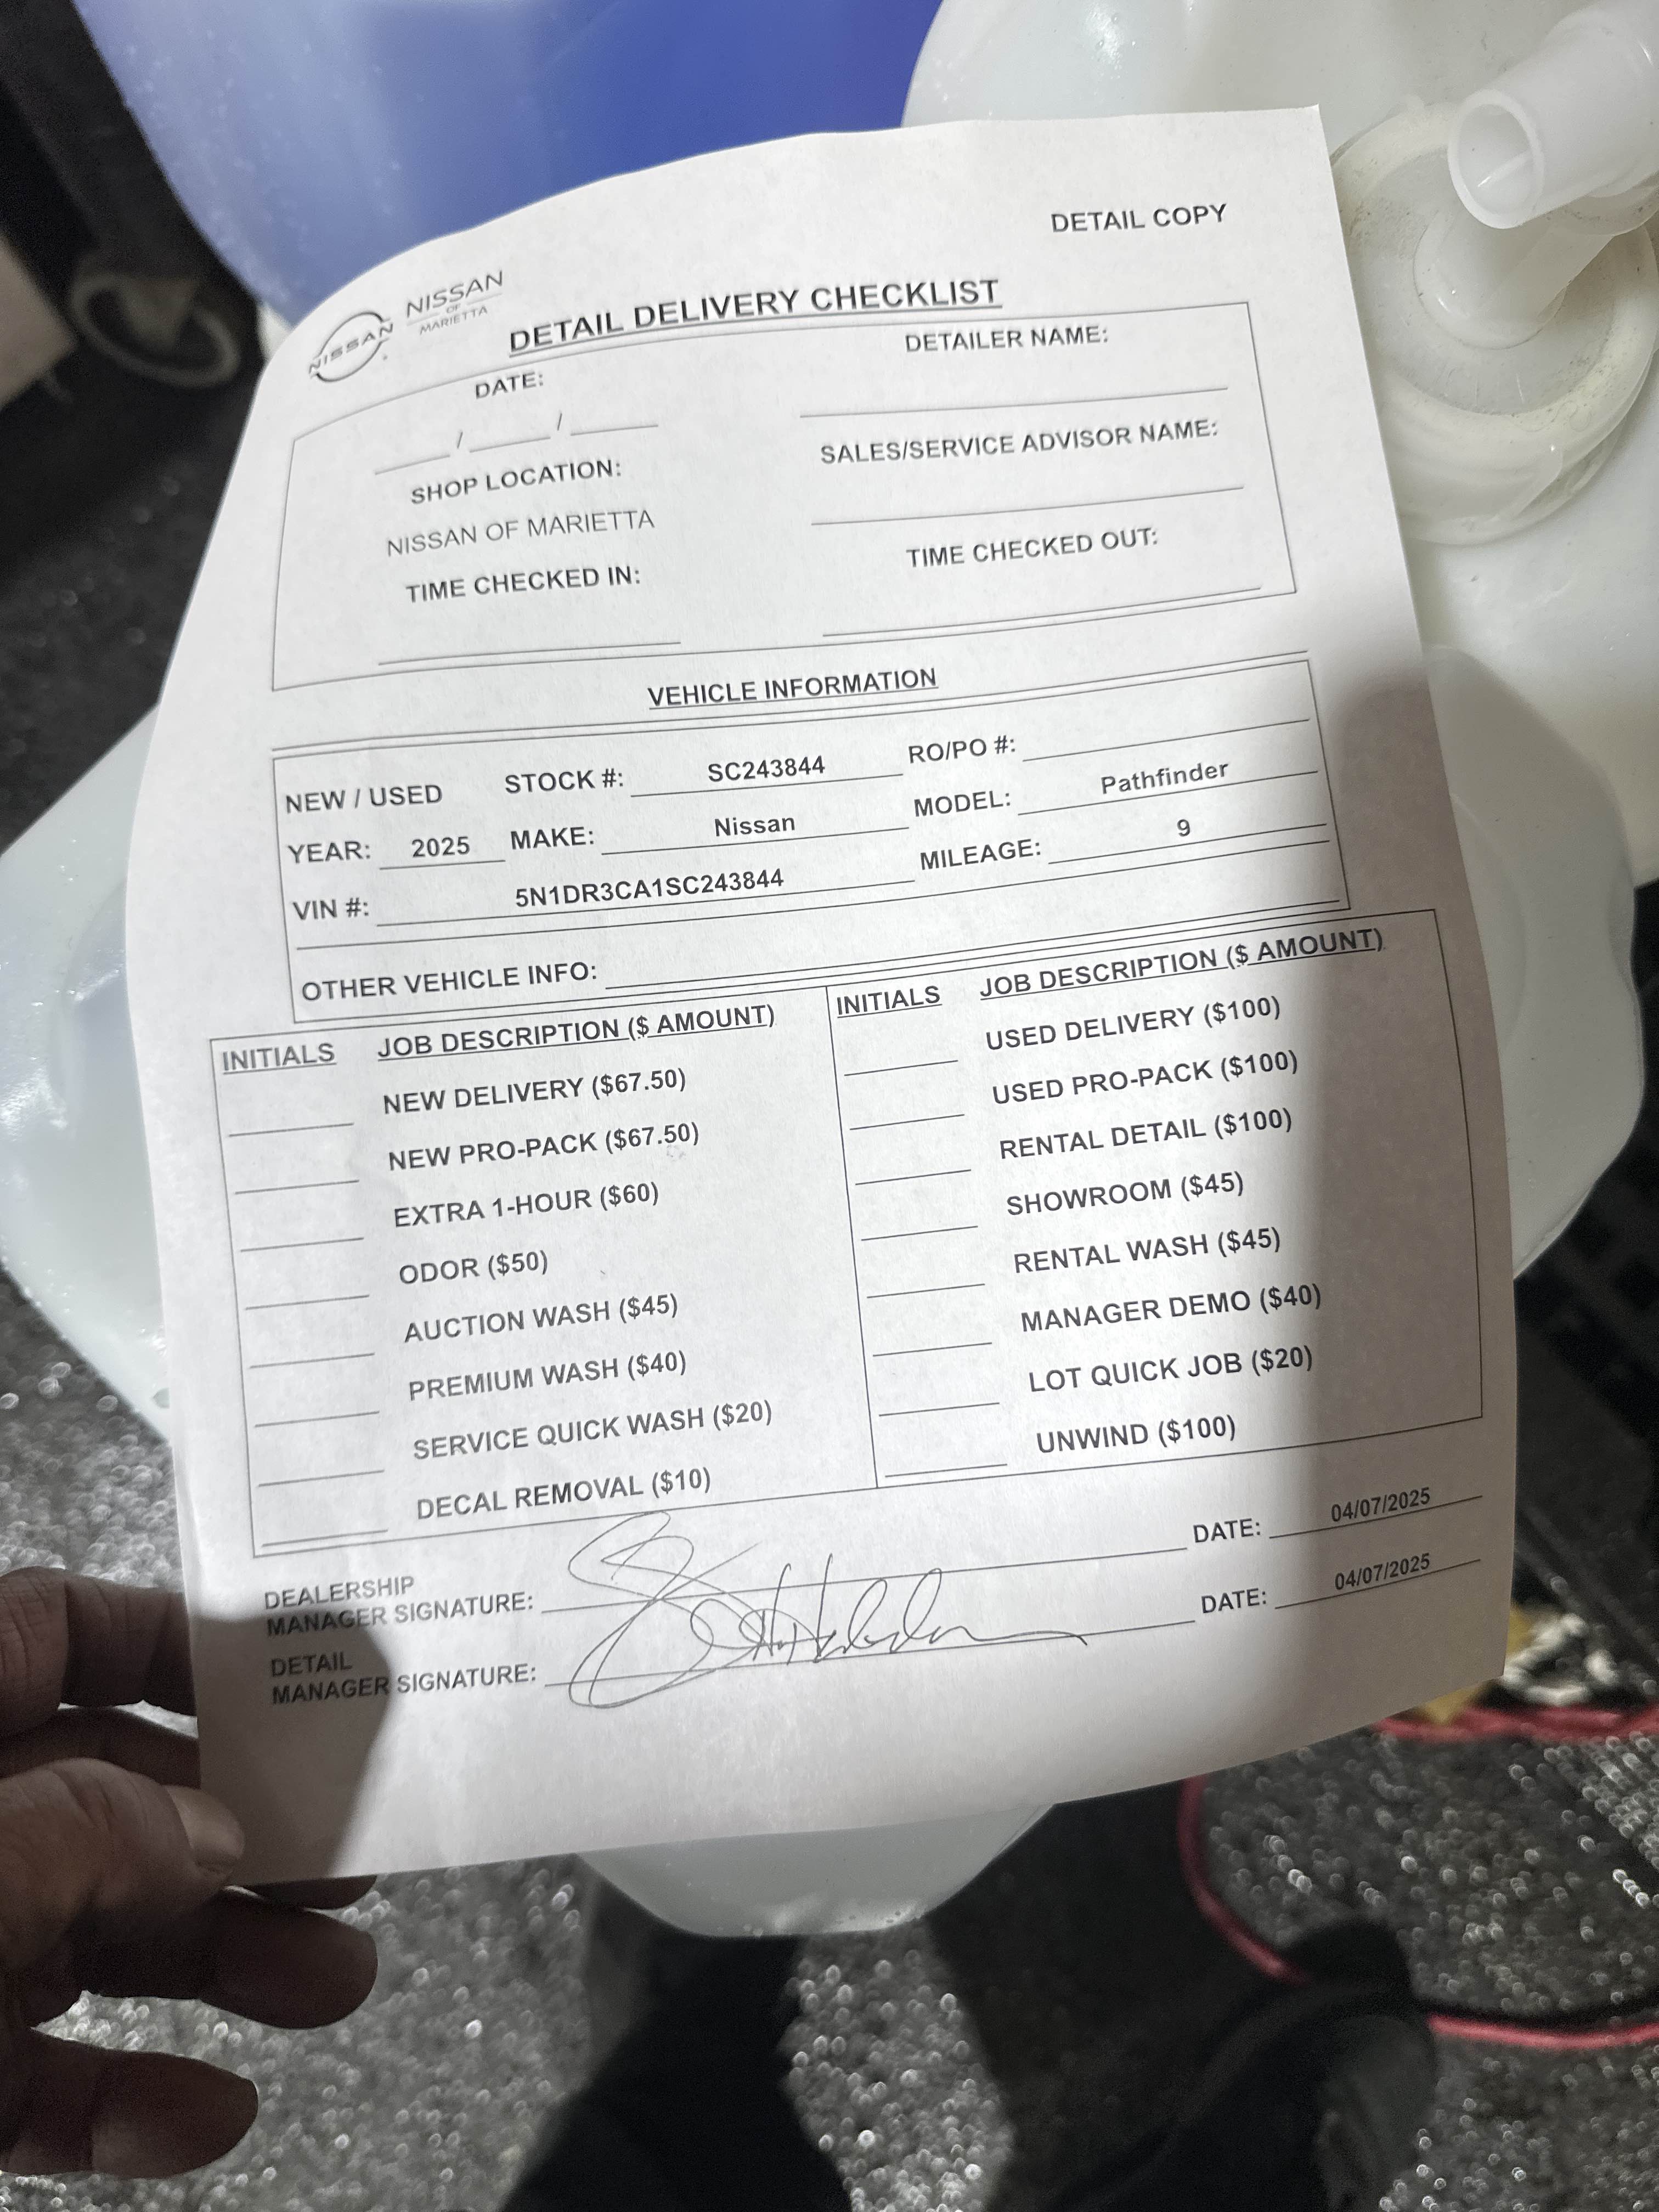 DETAIL COPY
NISSAN
NISSAN
OF
MARIETTA
DETAIL DELIVERY CHECKLIST
DATE:
/ /
SHOP LOCATION:
NISSAN OF MARIETTA
TIME CHECKED IN:
DETAILER NAME:
SALES/SERVICE ADVISOR NAME:
TIME CHECKED OUT:
VEHICLE INFORMATION
NEW / USED STOCK #: SC243844 RO/PO #:
YEAR: 2025 MAKE: Nissan MODEL: Pathfinder
VIN #: 5N1DR3CA1SC243844 MILEAGE: 9
OTHER VEHICLE INFO:
INITIALS JOB DESCRIPTION ($ AMOUNT)
NEW DELIVERY ($67.50)
NEW PRO-PACK ($67.50)
EXTRA 1-HOUR ($60)
ODOR ($50)
AUCTION WASH ($45)
PREMIUM WASH ($40)
SERVICE QUICK WASH ($20)
DECAL REMOVAL ($10)
INITIALS JOB DESCRIPTION ($ AMOUNT)
USED DELIVERY ($100)
USED PRO-PACK ($100)
RENTAL DETAIL ($100)
SHOWROOM ($45)
RENTAL WASH ($45)
MANAGER DEMO ($40)
LOT QUICK JOB ($20)
UNWIND ($100)
DEALERSHIP
MANAGER SIGNATURE: DATE: 04/07/2025
DETAIL
MANAGER SIGNATURE: DATE: 04/07/2025